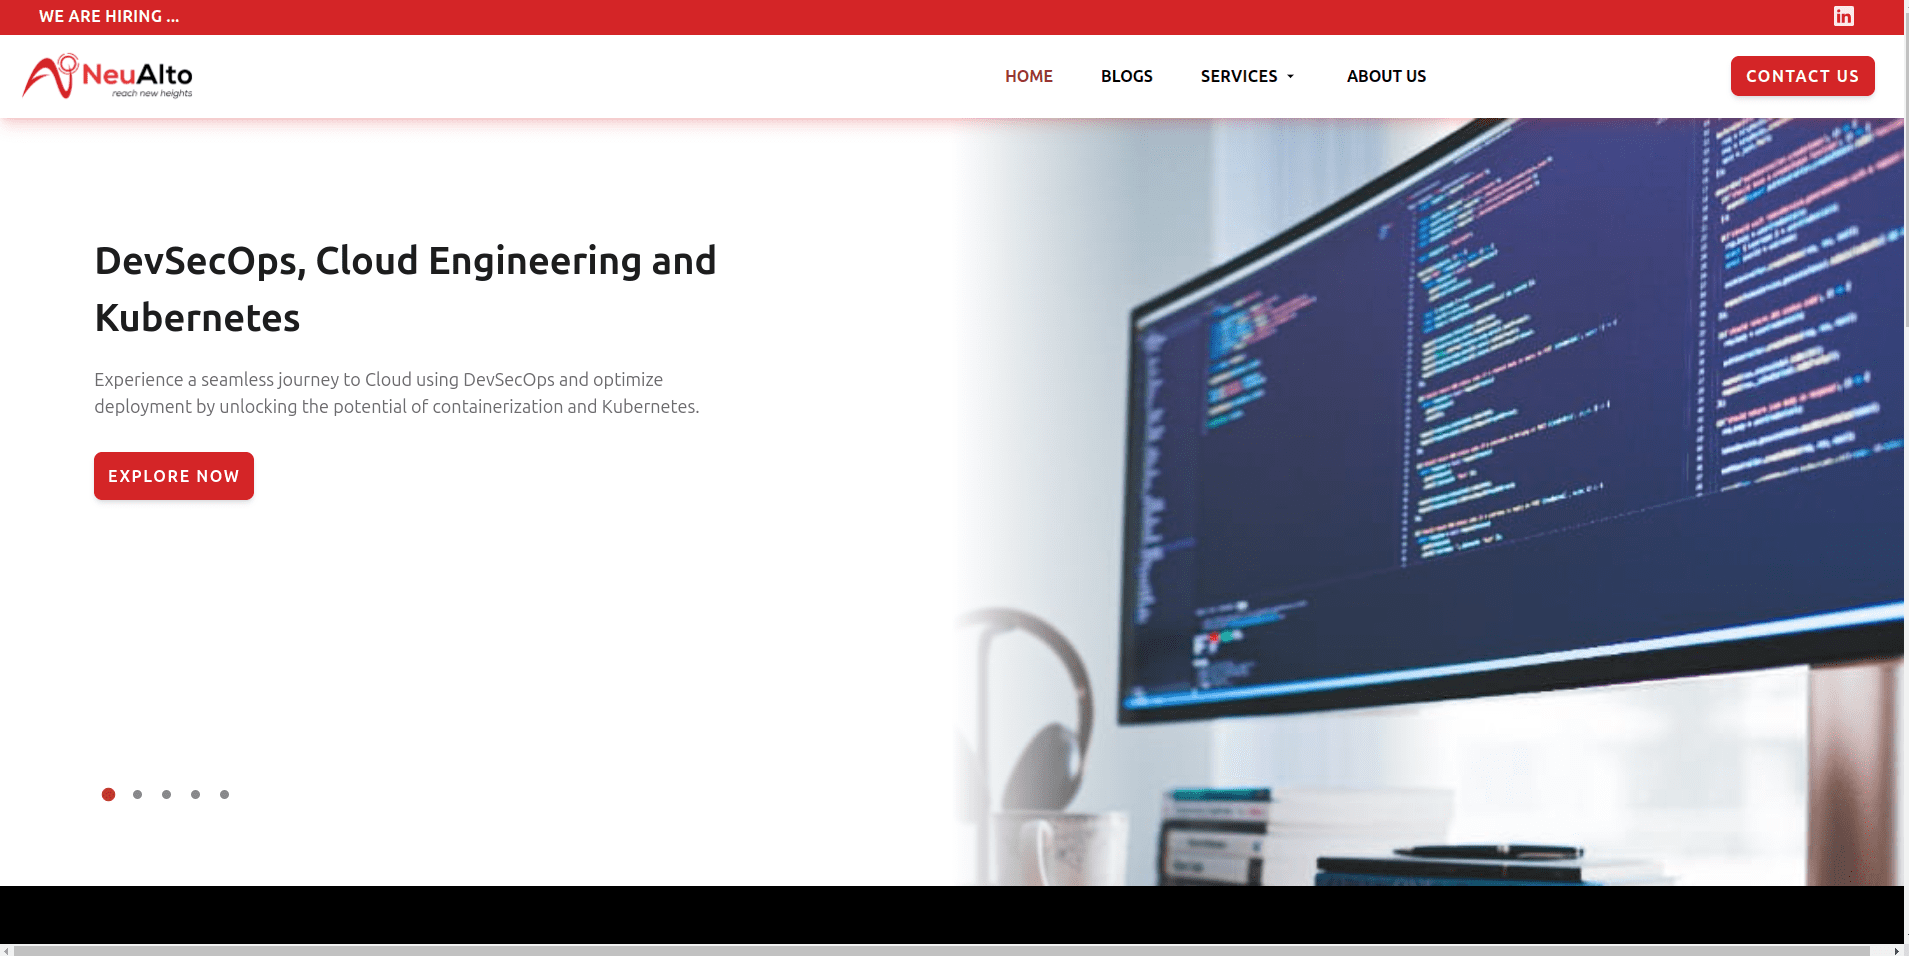 WE ARE HIRING ...
NeuAlto
reach new heights
HOME
BLOGS
SERVICES
ABOUT US
CONTACT US
DevSecOps, Cloud Engineering and
Kubernetes
Experience a seamless journey to Cloud using DevSecOps and optimize
deployment by unlocking the potential of containerization and Kubernetes.
EXPLORE NOW